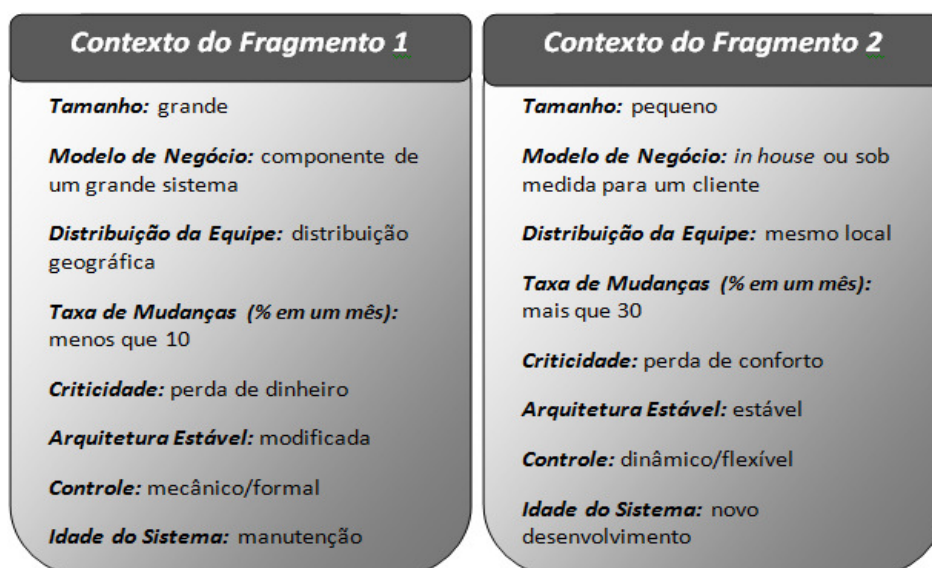 Contexto do Fragmento 1
Tamanho: grande
Modelo de Negócio: componente de
um grande sistema
Distribuição da Equipe: distribuição
geográfica
Taxa de Mudanças (% em um mês):
menos que 10
Criticidade: perda de dinheiro
Arquitetura Estável: modificada
Controle: mecânico/formal
Idade do Sistema: manutenção
Contexto do Fragmento 2
Tamanho: pequeno
Modelo de Negócio: in house ou sob
medida para um cliente
Distribuição da Equipe: mesmo local
Taxa de Mudanças (% em um mês):
mais que 30
Criticidade: perda de conforto
Arquitetura Estável: estável
Controle: dinâmico/flexível
Idade do Sistema: novo
desenvolvimento